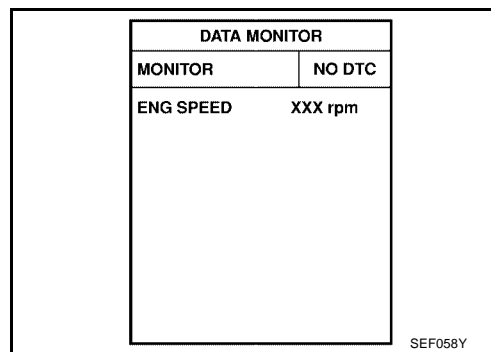 DATA MONITOR
MONITOR NO DTC
ENG SPEED XXX rpm
SEF058Y